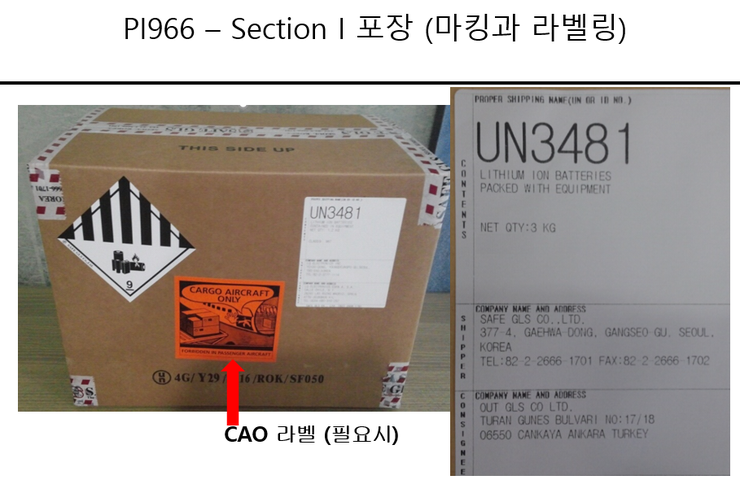 PI966 – Section I 포장 (마킹과 라벨링)
THIS SIDE UP
UN3481
9
CARGO AIRCRAFT
ONLY
FORBIDDEN IN PASSENGER AIRCRAFT
4G/ Y29/ 16/ROK/SF050
CAO 라벨 (필요시)
PROPER SHIPPING NAME(UN OR ID NO.)
UN3481
LITHIUM ION BATTERIES
PACKED WITH EQUIPMENT
NET QTY:3 KG
CONTENTS
COMPANY NAME AND ADDRESS
SAFE GLS CO.,LTD.
377-4, GAEHWA DONG, GANGSEO GU. SEOUL,
KOREA
TEL:82-2-2666-1701 FAX:82-2-2666-1702
SHIPPER
COMPANY NAME AND ADDRESS
OUT GLS CO LTD.
TURAN GUNES BULVARI NO:17/18
06550 CANKAYA ANKARA TURKEY
CONSIGNEE